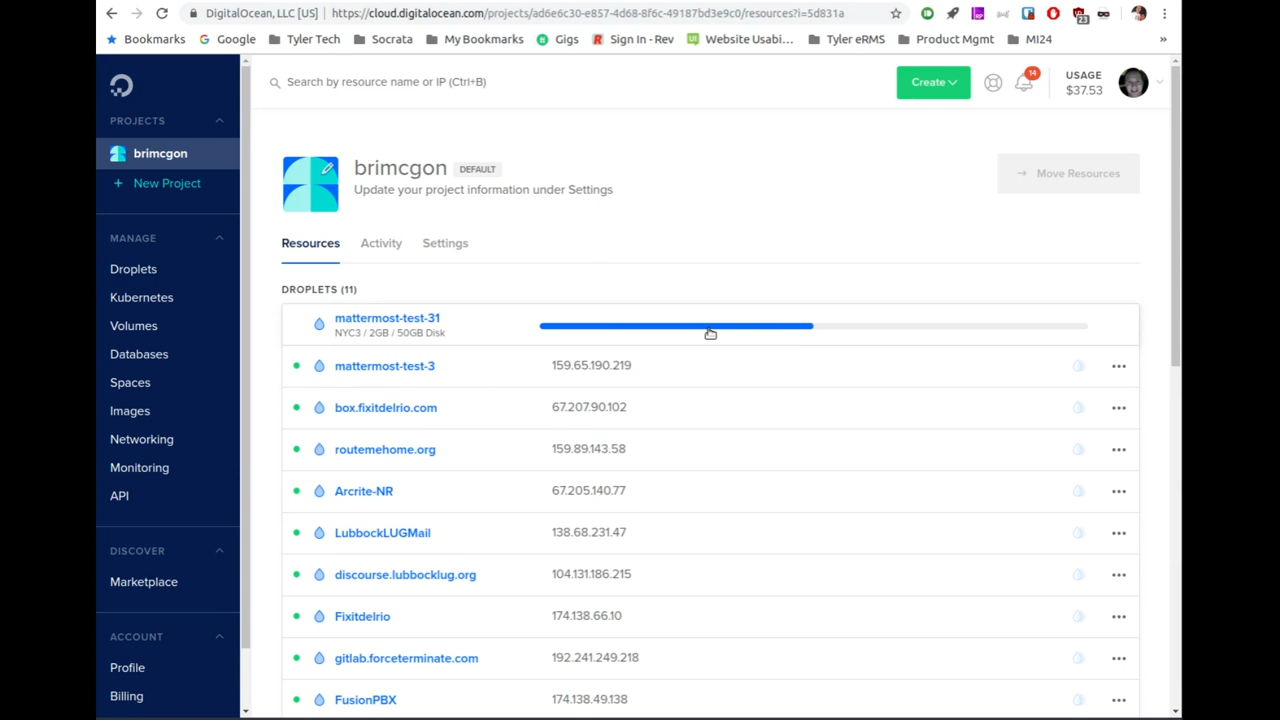 DigitalOcean, LLC [US] | https://cloud.digitalocean.com/projects/ad6e6c30-e857-4d68-8f6c-49187bd3e9c0/resources?i=5d831a
23
Bookmarks Google Tyler Tech Socrata My Bookmarks Gigs Sign In - Rev Website Usabi... Tyler eRMS Product Mgmt MI24 »
Search by resource name or IP (Ctrl+B)
Create
14
USAGE
$37.53
PROJECTS
brimcgon
+ New Project
MANAGE
Droplets
Kubernetes
Volumes
Databases
Spaces
Images
Networking
Monitoring
API
DISCOVER
Marketplace
ACCOUNT
Profile
Billing
brimcgon DEFAULT
Update your project information under Settings
→ Move Resources
Resources Activity Settings
DROPLETS (11)
mattermost-test-31
NYC3 / 2GB / 50GB Disk
mattermost-test-3 159.65.190.219
box.fixitdelrio.com 67.207.90.102
routemehome.org 159.89.143.58
Arcrite-NR 67.205.140.77
LubbockLUGMail 138.68.231.47
discourse.lubbocklug.org 104.131.186.215
Fixitdelrio 174.138.66.10
gitlab.forceterminate.com 192.241.249.218
FusionPBX 174.138.49.138